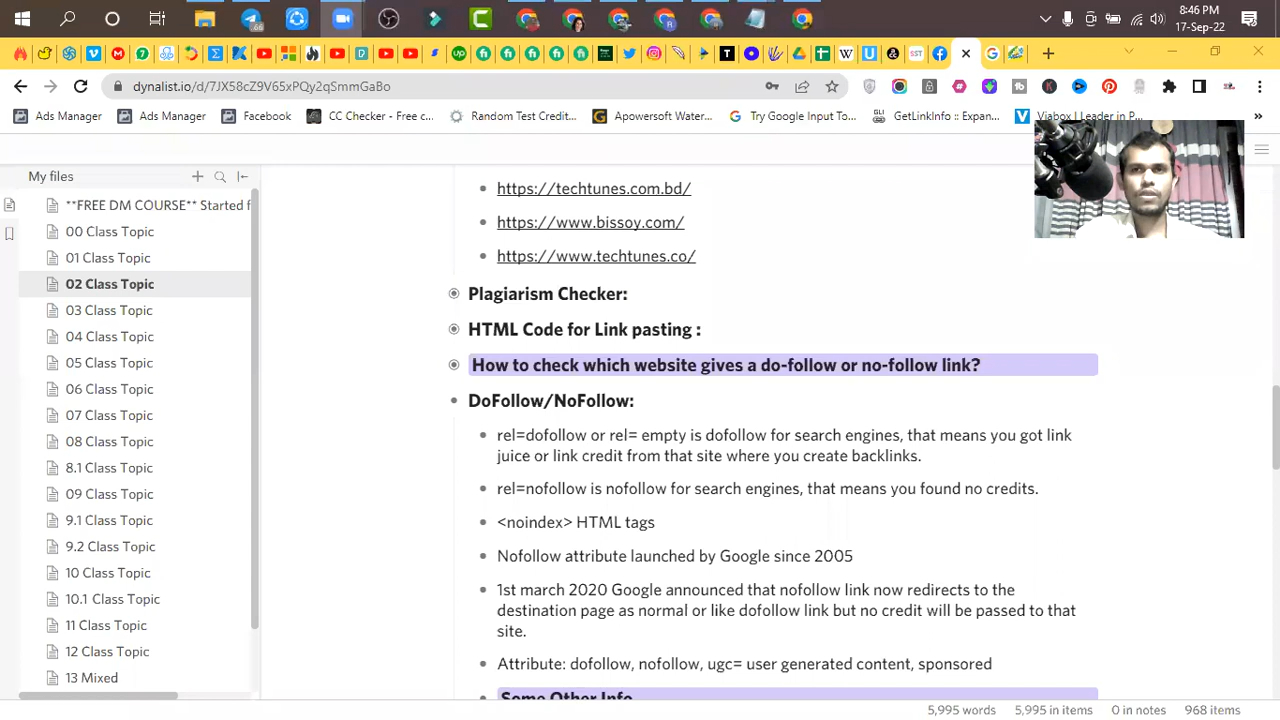 8:46 PM
17-Sep-22
66
dynalist.io/d/7JX58cZ0V65xPQy2qSmmGaBo
Ads Manager
Ads Manager
Facebook
CC Checker - Free c...
Random Test Credit...
Apowersoft Water...
Try Google Input To...
GetLinkInfo :: Expan...
Viabox | Leader in P...
»
My files
**FREE DM COURSE** Started f
00 Class Topic
01 Class Topic
02 Class Topic
03 Class Topic
04 Class Topic
05 Class Topic
06 Class Topic
07 Class Topic
08 Class Topic
8.1 Class Topic
09 Class Topic
9.1 Class Topic
9.2 Class Topic
10 Class Topic
10.1 Class Topic
11 Class Topic
12 Class Topic
13 Mixed
https://techtunes.com.bd/
https://www.bissoy.com/
https://www.techtunes.co/
Plagiarism Checker:
HTML Code for Link pasting :
How to check which website gives a do-follow or no-follow link?
DoFollow/NoFollow:
rel=dofollow or rel= empty is dofollow for search engines, that means you got link
juice or link credit from that site where you create backlinks.
rel=nofollow is nofollow for search engines, that means you found no credits.
<noindex> HTML tags
Nofollow attribute launched by Google since 2005
1st march 2020 Google announced that nofollow link now redirects to the
destination page as normal or like dofollow link but no credit will be passed to that
site.
Attribute: dofollow, nofollow, ugc= user generated content, sponsored
Some Other Info
5,995 words 5,995 in items 0 in notes 968 items